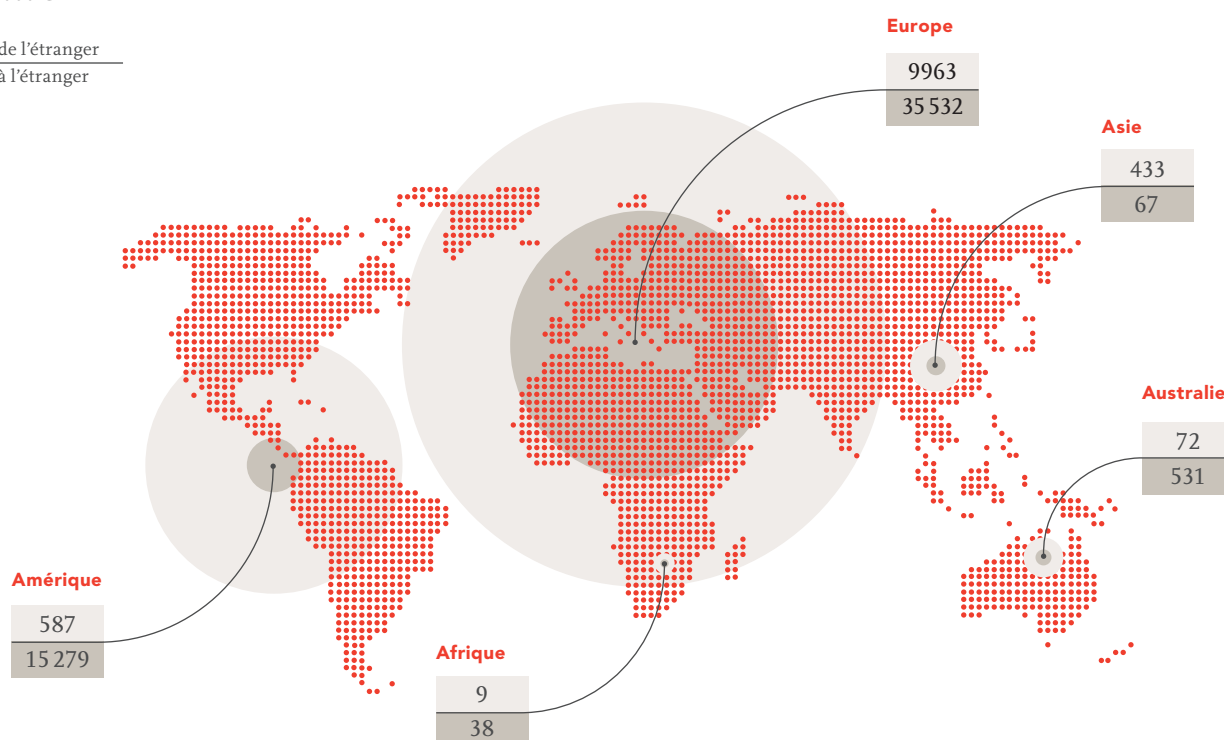 de l’étranger
à l’étranger
Europe
9963
35 532
Asie
433
67
Australie
72
531
Amérique
587
15 279
Afrique
9
38